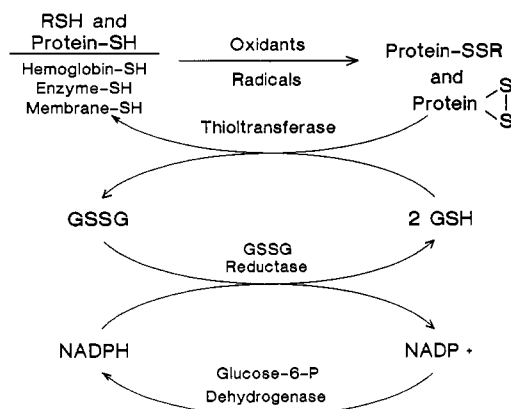 RSH and
Protein-SH
Hemoglobin-SH
Enzyme-SH
Membrane-SH
Oxidants
Radicals
Protein-SSR
and
Protein
S
S
Thioltransferase
GSSG
2 GSH
GSSG
Reductase
NADPH
NADP +
Glucose-6-P
Dehydrogenase